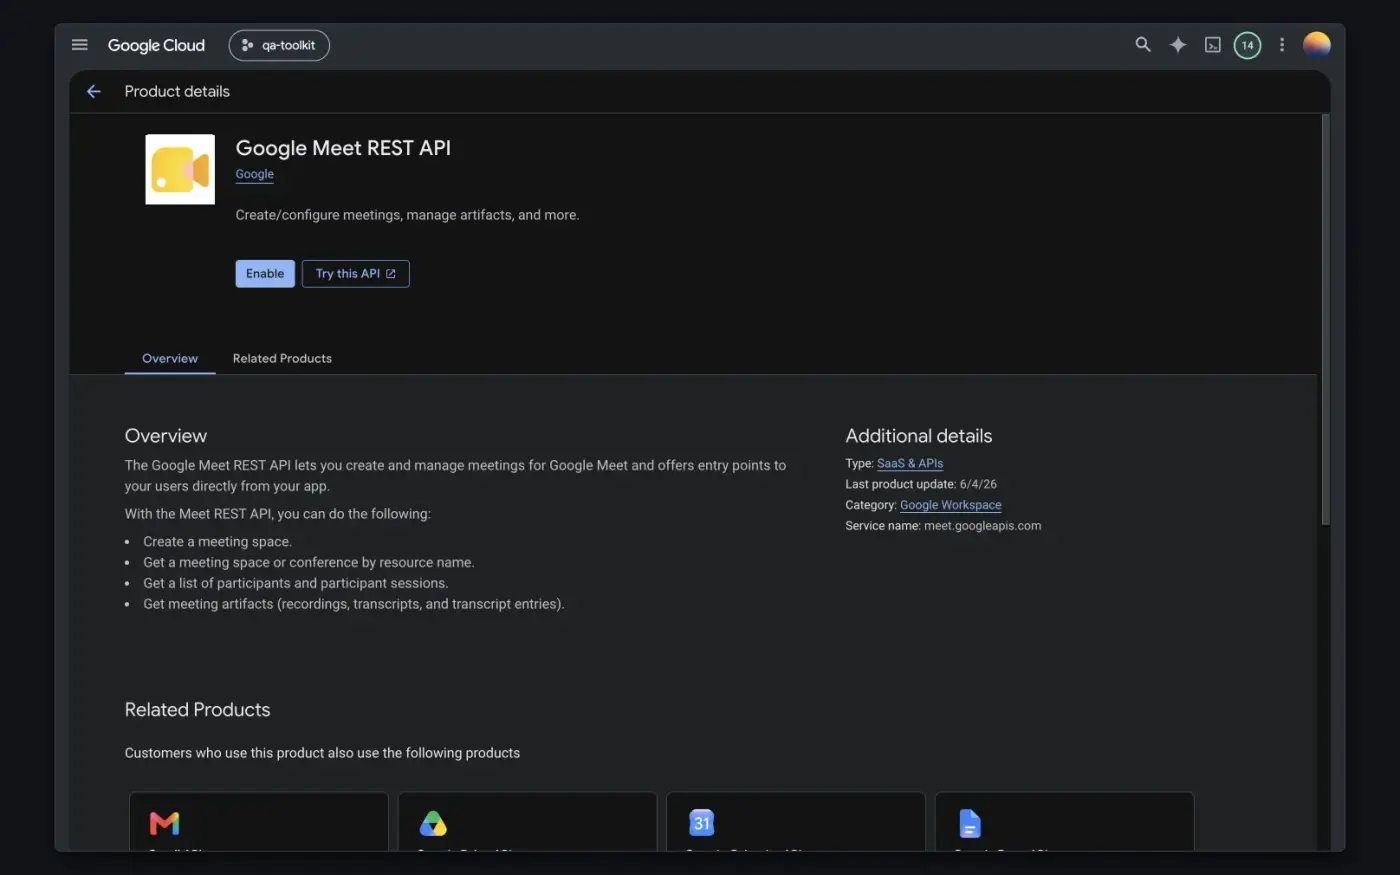 Google Cloud
qa-toolkit
14
Product details
Google Meet REST API
Google
Create/configure meetings, manage artifacts, and more.
Enable
Try this API
Overview
Related Products
Overview
The Google Meet REST API lets you create and manage meetings for Google Meet and offers entry points to
your users directly from your app.
With the Meet REST API, you can do the following:
• Create a meeting space.
• Get a meeting space or conference by resource name.
• Get a list of participants and participant sessions.
• Get meeting artifacts (recordings, transcripts, and transcript entries).
Additional details
Type: SaaS & APIs
Last product update: 6/4/26
Category: Google Workspace
Service name: meet.googleapis.com
Related Products
Customers who use this product also use the following products
31